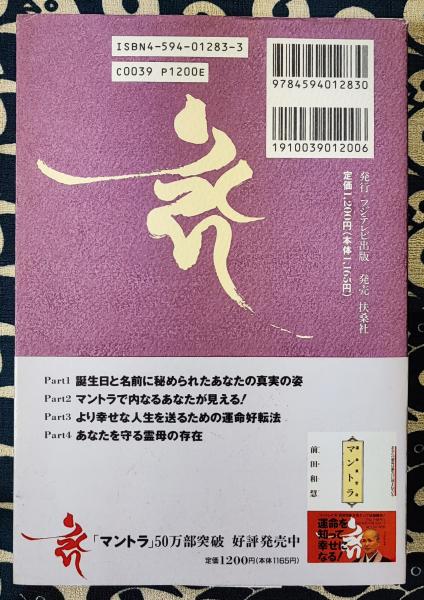 ISBN4-594-01283-3
C0039 P1200E
9784594012830
1910039012006
発行 フジテレビ出版 発売 扶桑社
定価1,200円(本体1,165円)
Part1 誕生日と名前に秘められたあなたの真実の姿
Part2 マントラで内なるあなたが見える!
Part3 より幸せな人生を送るための運命好転法
Part4 あなたを守る霊母の存在
マントラ
前田和慧
運命を
知って
幸せに
なる!
「マントラ」50万部突破 好評発売中
定価1200円(本体1165円)